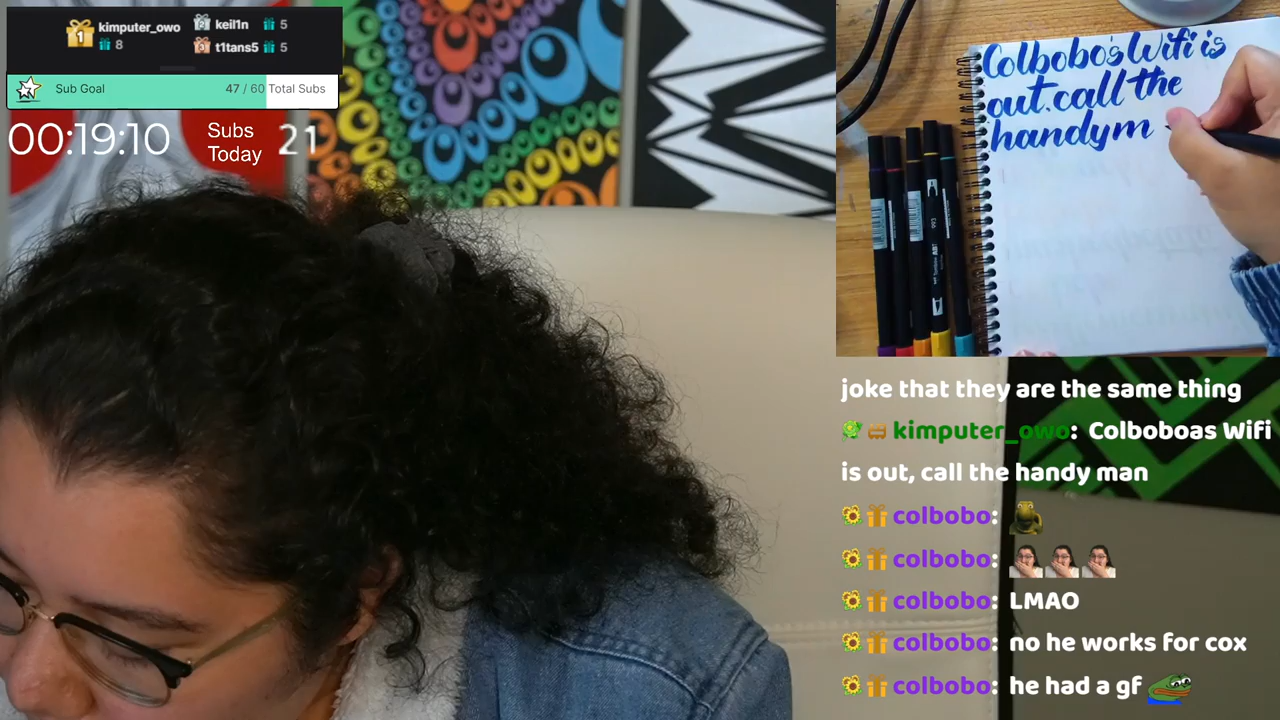 kimputer_owo
8
keil1n 5
t1tans5 5
Sub Goal 47 / 60 Total Subs
00:19:10 Subs Today 21
Colbobo's Wifi is
out. call the
handym
joke that they are the same thing
kimputer_owo: Colboboas Wifi
is out, call the handy man
colbobo:
colbobo:
colbobo: LMAO
colbobo: no he works for cox
colbobo: he had a gf